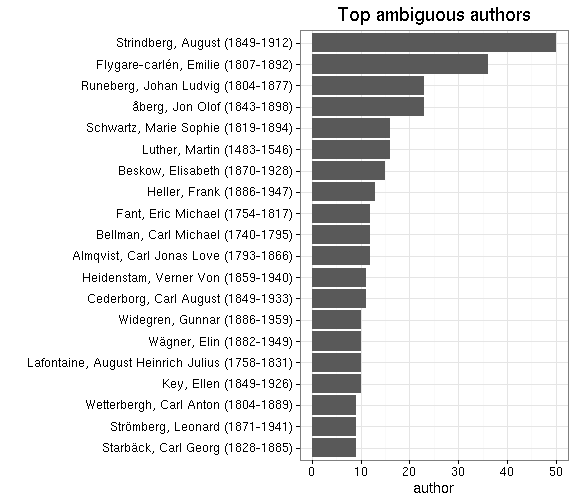 Top ambiguous authors
Strindberg, August (1849-1912)
Flygare-carlén, Emilie (1807-1892)
Runeberg, Johan Ludvig (1804-1877)
åberg, Jon Olof (1843-1898)
Schwartz, Marie Sophie (1819-1894)
Luther, Martin (1483-1546)
Beskow, Elisabeth (1870-1928)
Heller, Frank (1886-1947)
Fant, Eric Michael (1754-1817)
Bellman, Carl Michael (1740-1795)
Almqvist, Carl Jonas Love (1793-1866)
Heidenstam, Verner Von (1859-1940)
Cederborg, Carl August (1849-1933)
Widegren, Gunnar (1886-1959)
Wägner, Elin (1882-1949)
Lafontaine, August Heinrich Julius (1758-1831)
Key, Ellen (1849-1926)
Wetterbergh, Carl Anton (1804-1889)
Strömberg, Leonard (1871-1941)
Starbäck, Carl Georg (1828-1885)
0 10 20 30 40 50
author